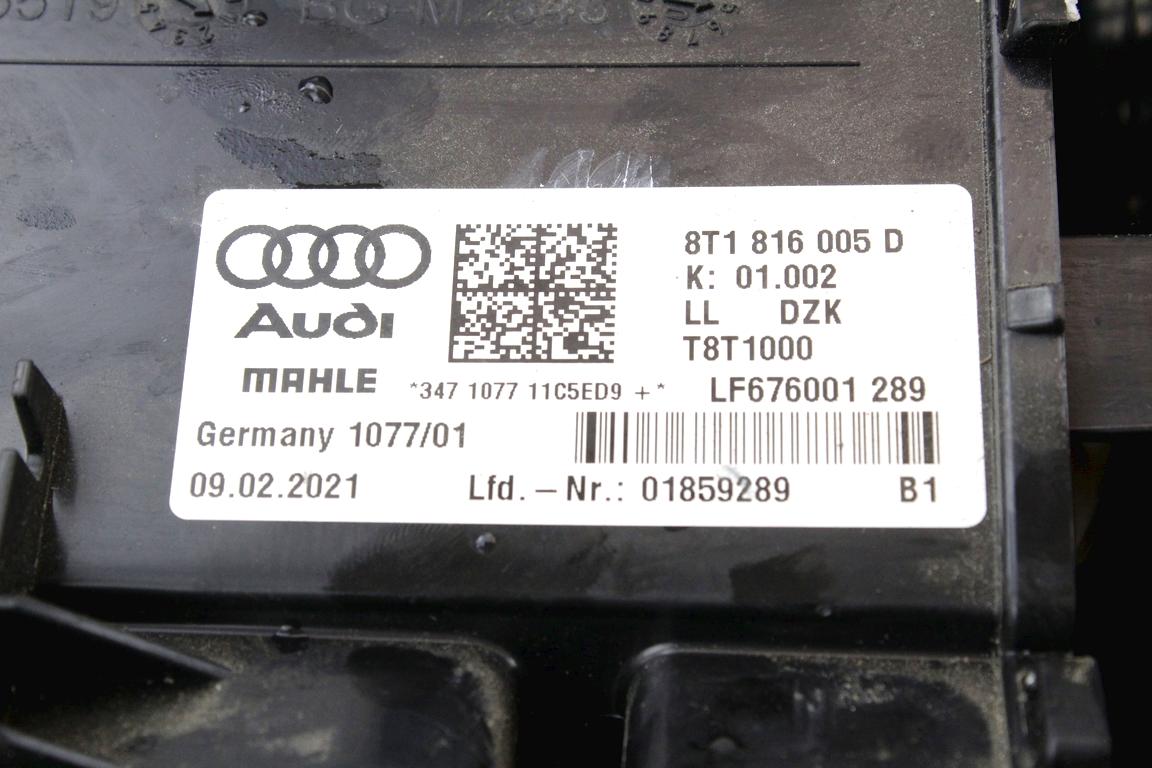 Audi
MAHLE
8T1 816 005 D
K: 01.002
LL DZK
T8T1000
*347 1077 11C5ED9 +*
LF676001 289
Germany 1077/01
09.02.2021
Lfd. – Nr.: 01859289
B1